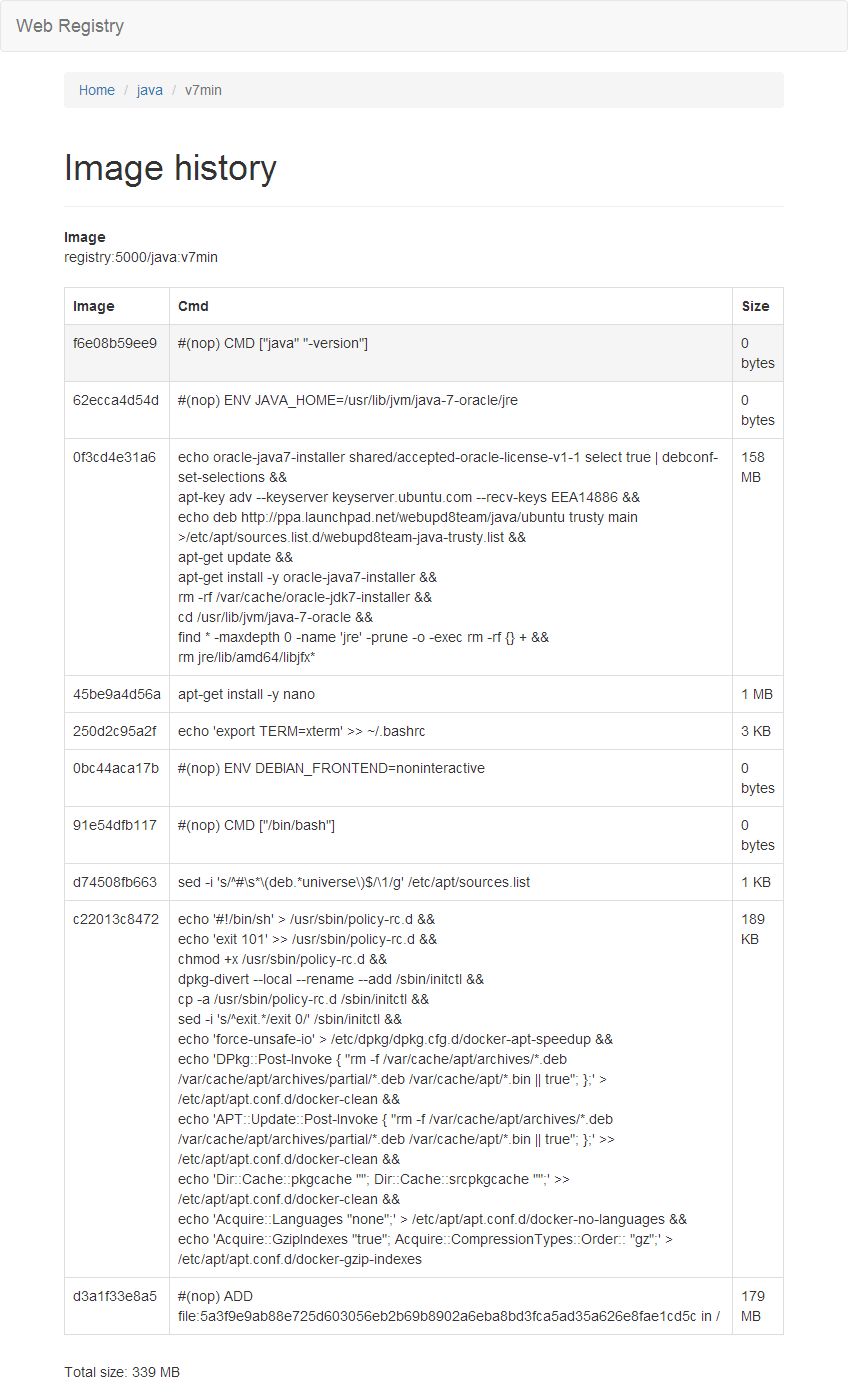 Web Registry
Home / java / v7min
Image history
Image
registry:5000/java:v7min
Image Cmd Size
f6e08b59ee9 #(nop) CMD ["java" "-version"] 0
bytes
62ecca4d54d #(nop) ENV JAVA_HOME=/usr/lib/jvm/java-7-oracle/jre 0
bytes
0f3cd4e31a6 echo oracle-java7-installer shared/accepted-oracle-license-v1-1 select true | debconf- 158
set-selections && MB
apt-key adv --keyserver keyserver.ubuntu.com --recv-keys EEA14886 &&
echo deb http://ppa.launchpad.net/webupd8team/java/ubuntu trusty main
>/etc/apt/sources.list.d/webupd8team-java-trusty.list &&
apt-get update &&
apt-get install -y oracle-java7-installer &&
rm -rf /var/cache/oracle-jdk7-installer &&
cd /usr/lib/jvm/java-7-oracle &&
find * -maxdepth 0 -name 'jre' -prune -o -exec rm -rf {} + &&
rm jre/lib/amd64/libjfx*
45be9a4d56a apt-get install -y nano 1 MB
250d2c95a2f echo 'export TERM=xterm' >> ~/.bashrc 3 KB
0bc44aca17b #(nop) ENV DEBIAN_FRONTEND=noninteractive 0
bytes
91e54dfb117 #(nop) CMD ["/bin/bash"] 0
bytes
d74508fb663 sed -i 's/^#\s*\(deb.*universe\)$/\1/g' /etc/apt/sources.list 1 KB
c22013c8472 echo '#!/bin/sh' > /usr/sbin/policy-rc.d && 189
echo 'exit 101' >> /usr/sbin/policy-rc.d && KB
chmod +x /usr/sbin/policy-rc.d &&
dpkg-divert --local --rename --add /sbin/initctl &&
cp -a /usr/sbin/policy-rc.d /sbin/initctl &&
sed -i 's/^exit.*/exit 0/' /sbin/initctl &&
echo 'force-unsafe-io' > /etc/dpkg/dpkg.cfg.d/docker-apt-speedup &&
echo 'DPkg::Post-Invoke { "rm -f /var/cache/apt/archives/*.deb
/var/cache/apt/archives/partial/*.deb /var/cache/apt/*.bin || true"; };' >
/etc/apt/apt.conf.d/docker-clean &&
echo 'APT::Update::Post-Invoke { "rm -f /var/cache/apt/archives/*.deb
/var/cache/apt/archives/partial/*.deb /var/cache/apt/*.bin || true"; };' >>
/etc/apt/apt.conf.d/docker-clean &&
echo 'Dir::Cache::pkgcache ""; Dir::Cache::srcpkgcache "";' >>
/etc/apt/apt.conf.d/docker-clean &&
echo 'Acquire::Languages "none";' > /etc/apt/apt.conf.d/docker-no-languages &&
echo 'Acquire::GzipIndexes "true"; Acquire::CompressionTypes::Order:: "gz";' >
/etc/apt/apt.conf.d/docker-gzip-indexes
d3a1f33e8a5 #(nop) ADD 179
file:5a3f9e9ab88e725d603056eb2b69b8902a6eba8bd3fca5ad35a626e8fae1cd5c in / MB
Total size: 339 MB